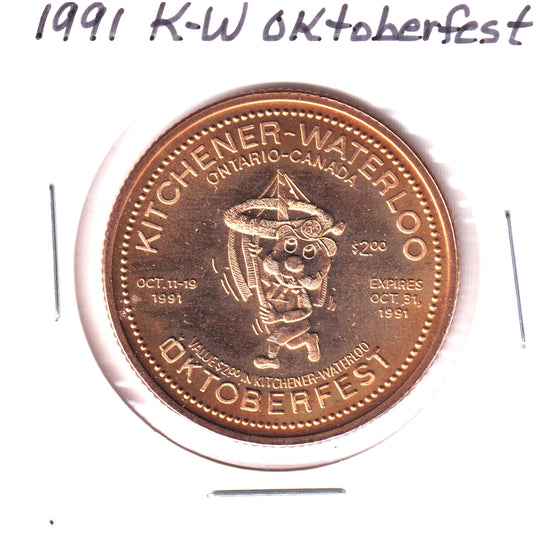 1991 K-W OKtoberfest
KITCHENER-WATERLOO
ONTARIO-CANADA
$2.00
OCT. 11-19
1991
EXPIRES
OCT. 31,
1991
VALUE $2.00 IN KITCHENER-WATERLOO
OKTOBERFEST